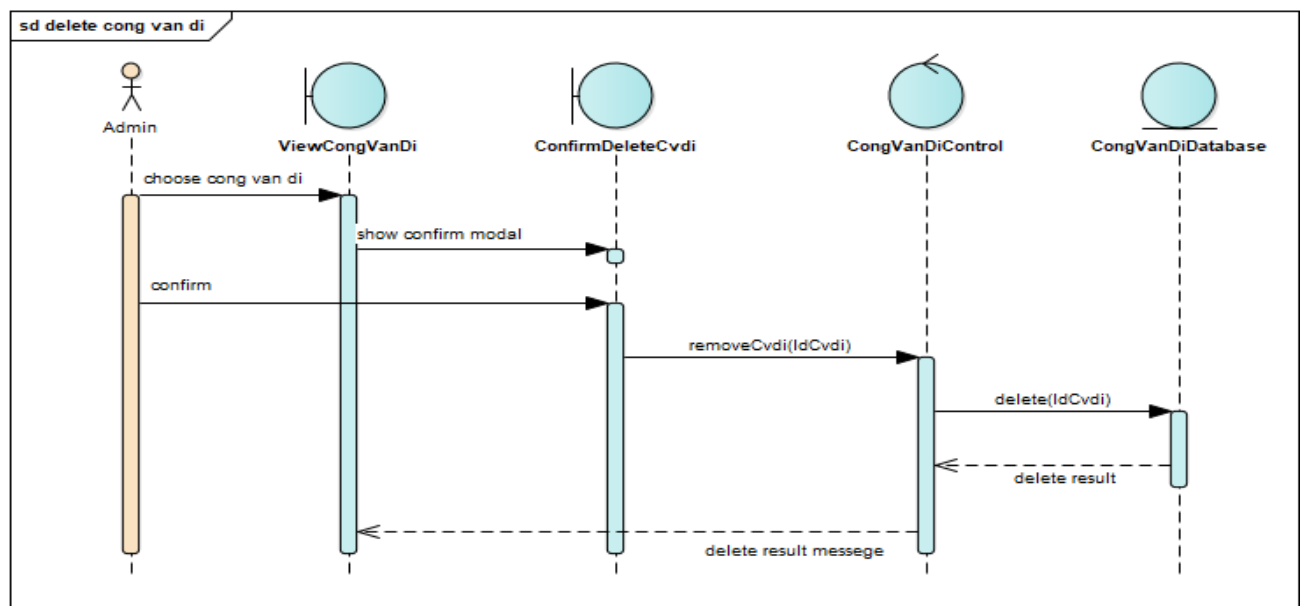 sd delete cong van di
Admin
ViewCongVanDi
ConfirmDeleteCvdi
CongVanDiControl
CongVanDiDatabase
choose cong van di
show confirm modal
confirm
removeCvdi(IdCvdi)
delete(IdCvdi)
delete result
delete result messege